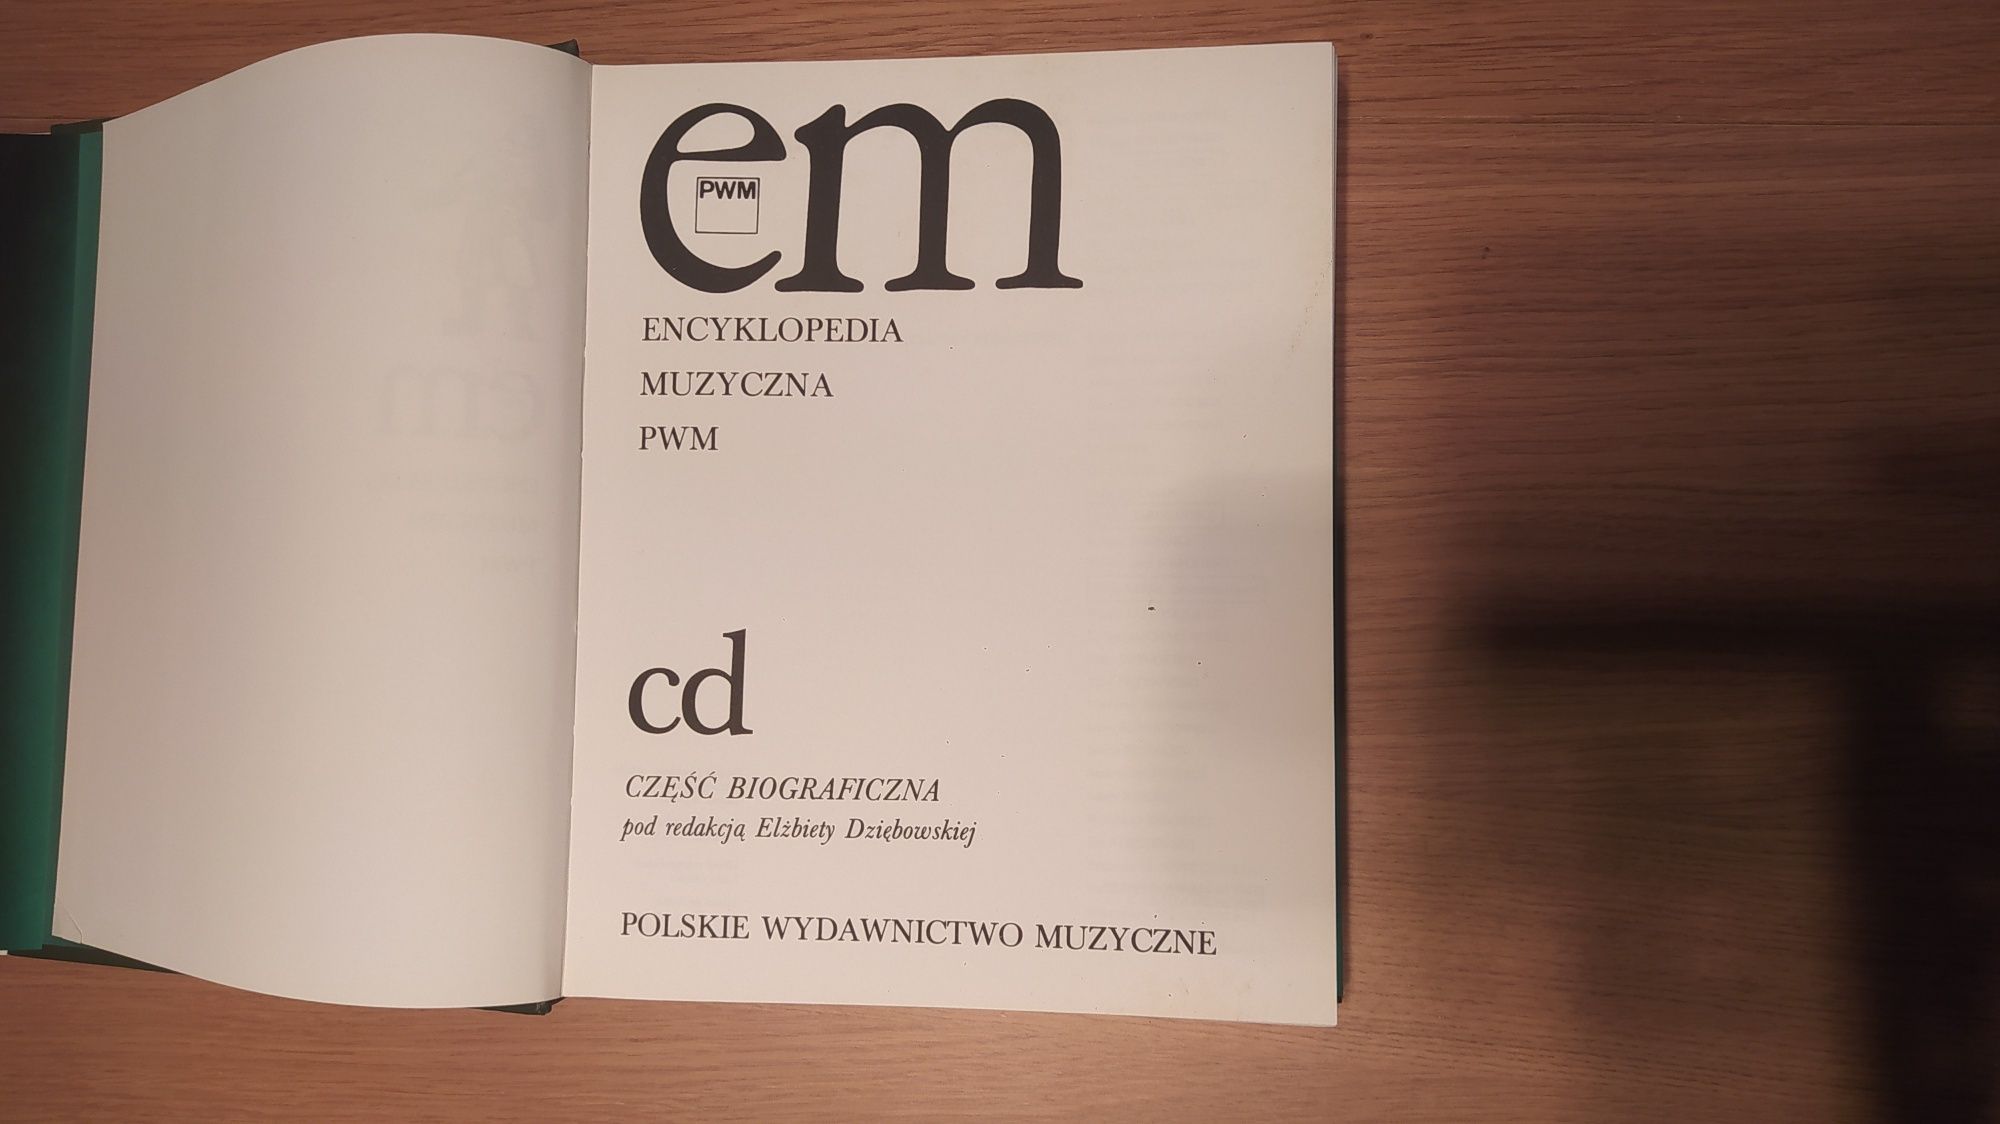 em
PWM
ENCYKLOPEDIA
MUZYCZNA
PWM
cd
CZĘŚĆ BIOGRAFICZNA
pod redakcją Elżbiety Dziębowskiej
POLSKIE WYDAWNICTWO MUZYCZNE